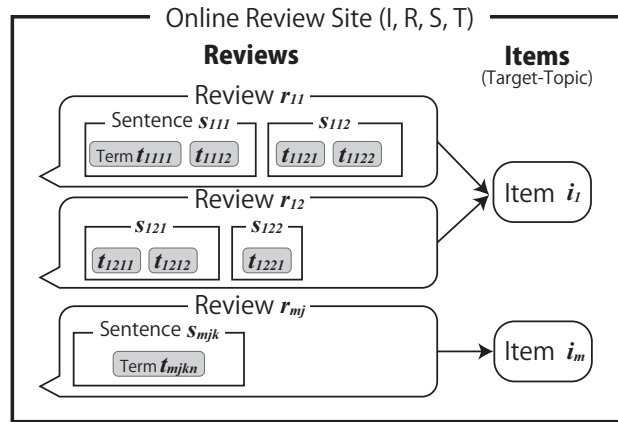 Online Review Site (I, R, S, T)
Reviews
Items
(Target-Topic)
Review r11
Sentence s111
s112
Term t1111
t1112
t1121
t1122
Item i1
Review r12
s121
s122
t1211
t1212
t1221
Review rmj
Sentence smjk
Term tmjkn
Item im